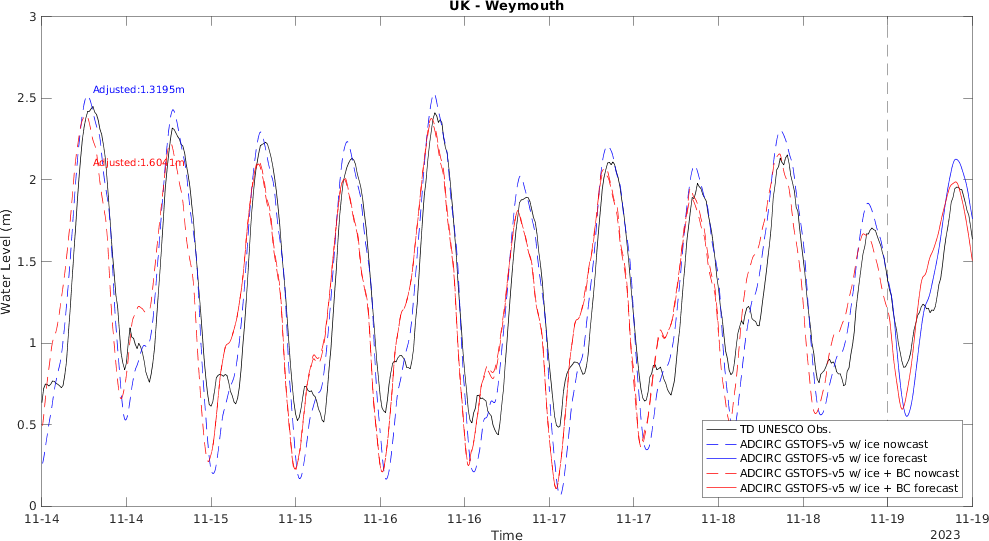 UK - Weymouth
3
2.5
2
1.5
1
0.5
0
Water Level (m)
Adjusted:1.3195m
Adjusted:1.6041m
TD UNESCO Obs.
ADCIRC GSTOFS-v5 w/ ice nowcast
ADCIRC GSTOFS-v5 w/ ice forecast
ADCIRC GSTOFS-v5 w/ ice + BC nowcast
ADCIRC GSTOFS-v5 w/ ice + BC forecast
11-14 11-14 11-15 11-15 11-16 11-16 11-17 11-17 11-18 11-18 11-19 11-19
Time
2023